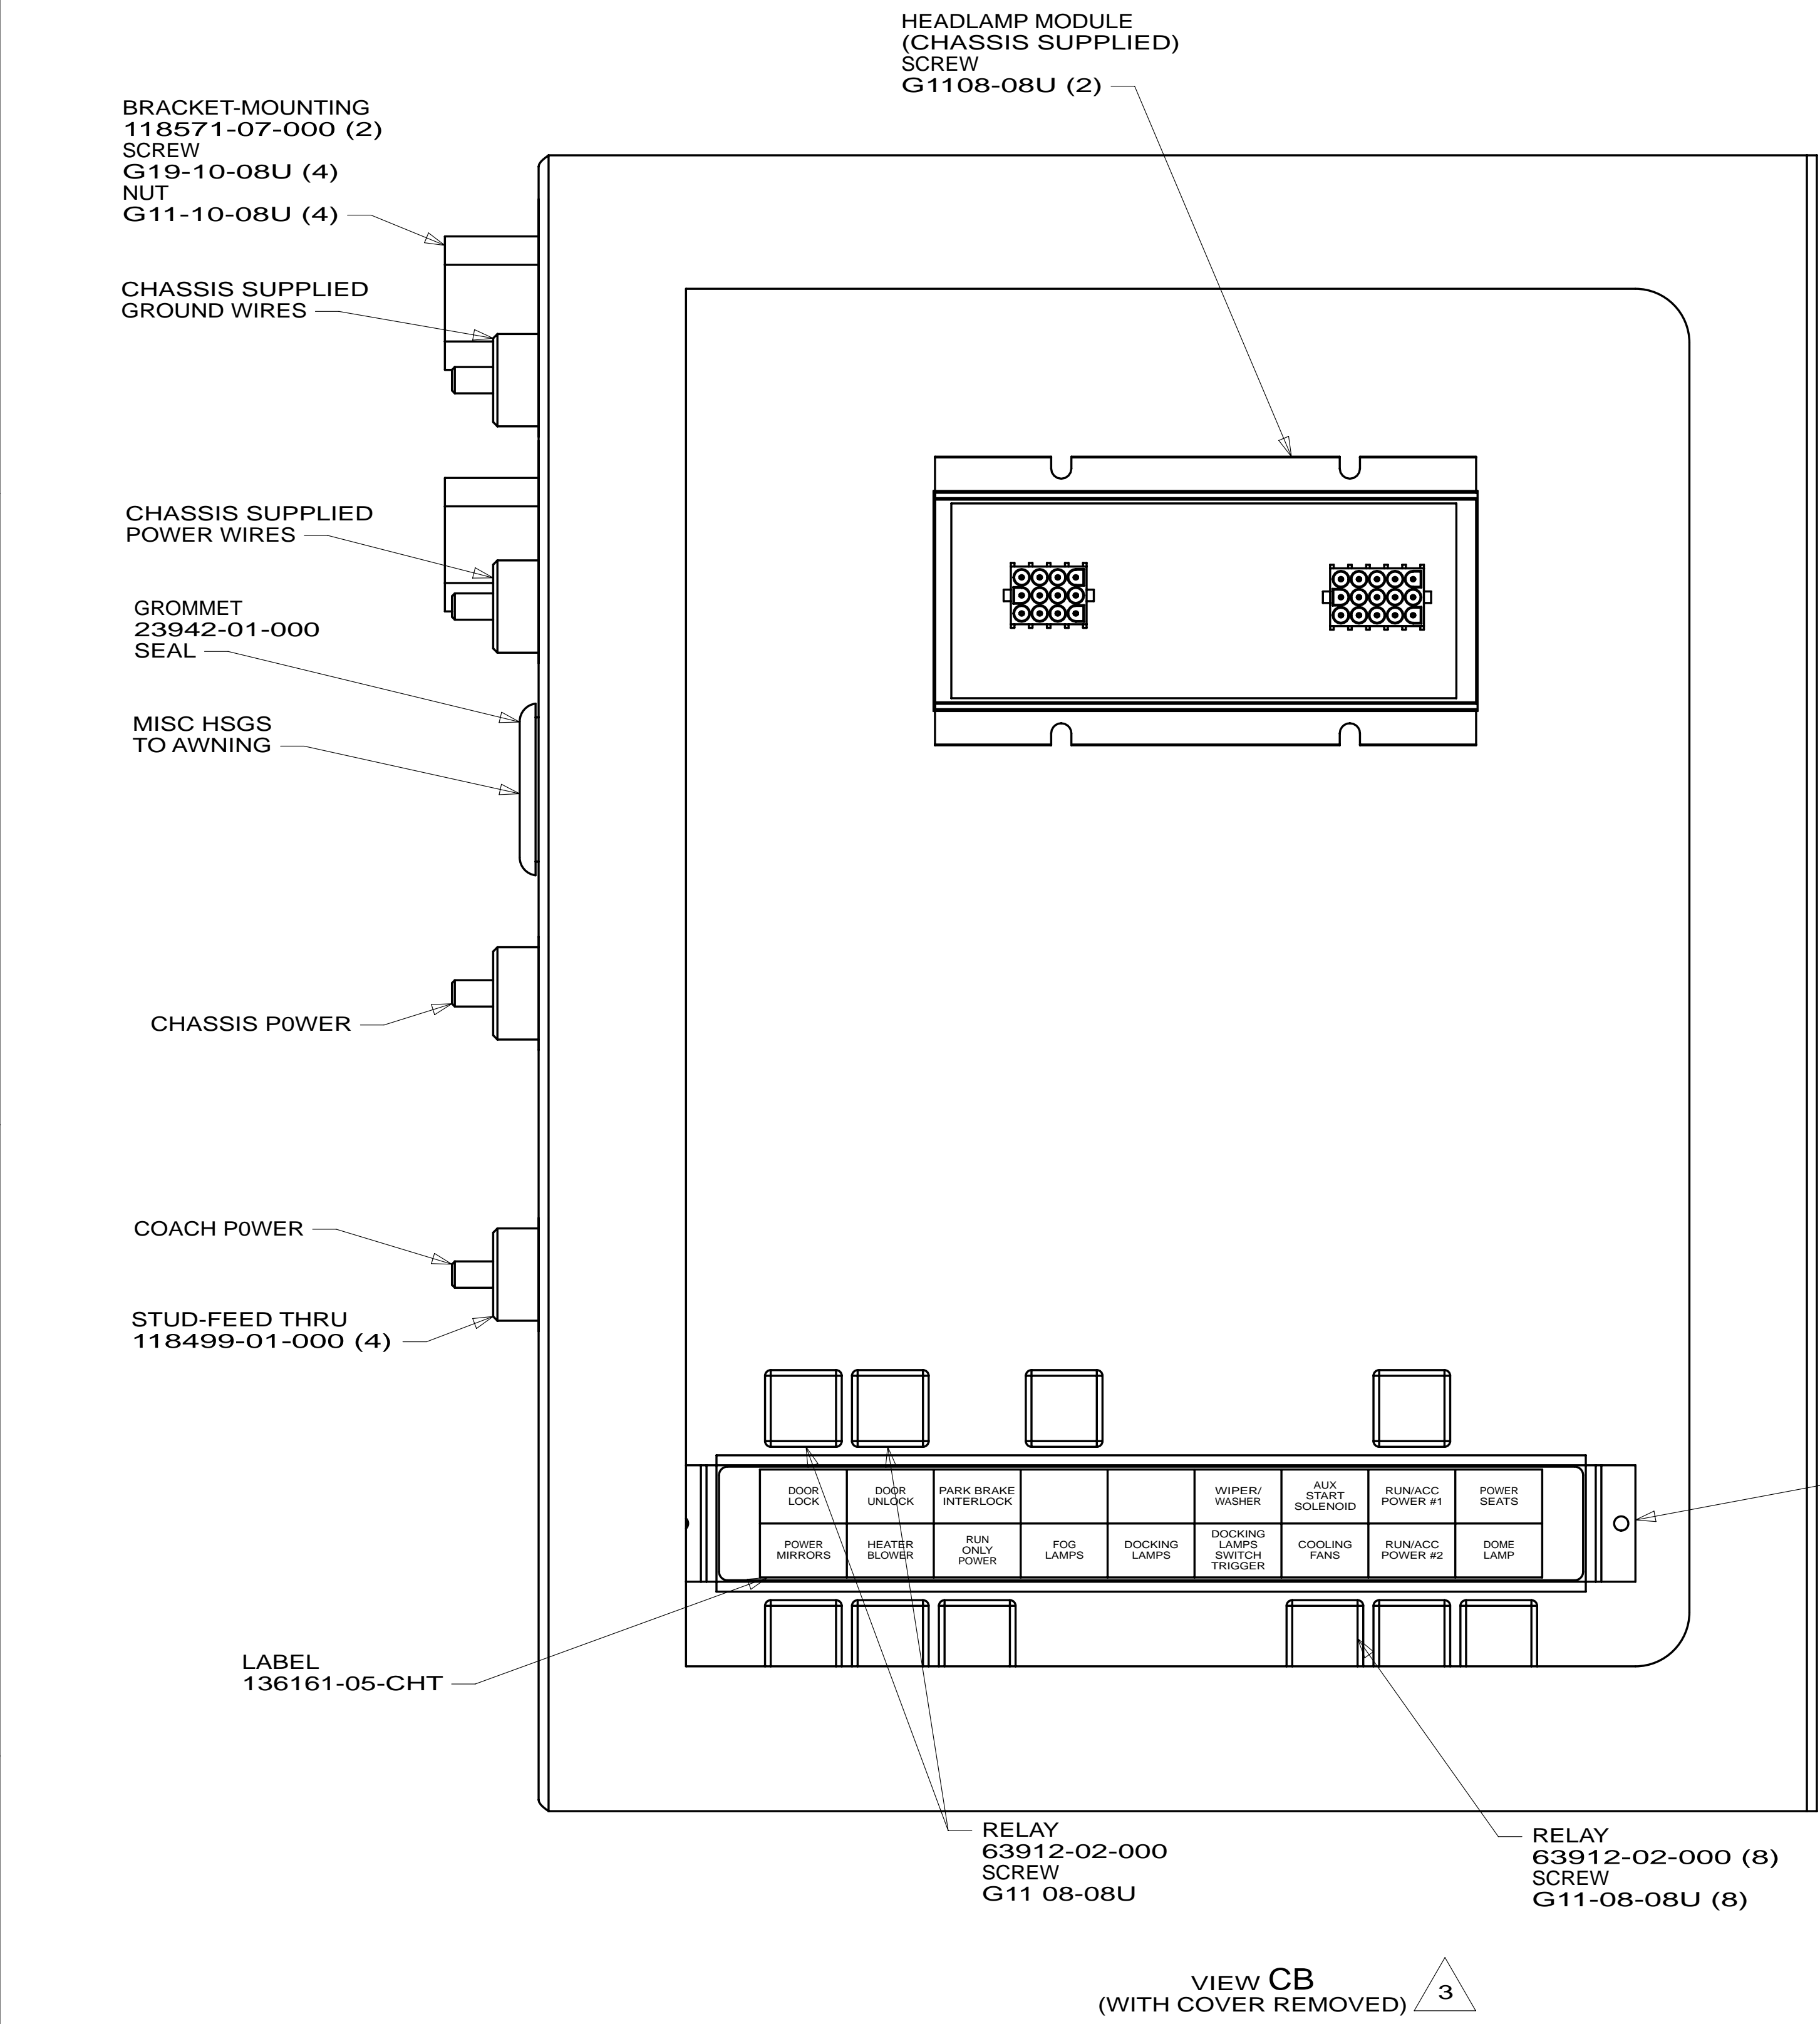 HEADLAMP MODULE
(CHASSIS SUPPLIED)
SCREW
G1108-08U (2)
BRACKET-MOUNTING
118571-07-000 (2)
SCREW
G19-10-08U (4)
NUT
G11-10-08U (4)
CHASSIS SUPPLIED
GROUND WIRES
CHASSIS SUPPLIED
POWER WIRES
GROMMET
23942-01-000
SEAL
MISC HSGS
TO AWNING
CHASSIS P0WER
COACH P0WER
STUD-FEED THRU
118499-01-000 (4)
DOOR
LOCK
DOOR
UNLOCK
PARK BRAKE
INTERLOCK
WIPER/
WASHER
AUX
START
SOLENOID
RUN/ACC
POWER #1
POWER
SEATS
POWER
MIRRORS
HEATER
BLOWER
RUN
ONLY
POWER
FOG
LAMPS
DOCKING
LAMPS
DOCKING
LAMPS
SWITCH
TRIGGER
COOLING
FANS
RUN/ACC
POWER #2
DOME
LAMP
LABEL
136161-05-CHT
RELAY
63912-02-000
SCREW
G11 08-08U
RELAY
63912-02-000 (8)
SCREW
G11-08-08U (8)
VIEW CB
(WITH COVER REMOVED)
3